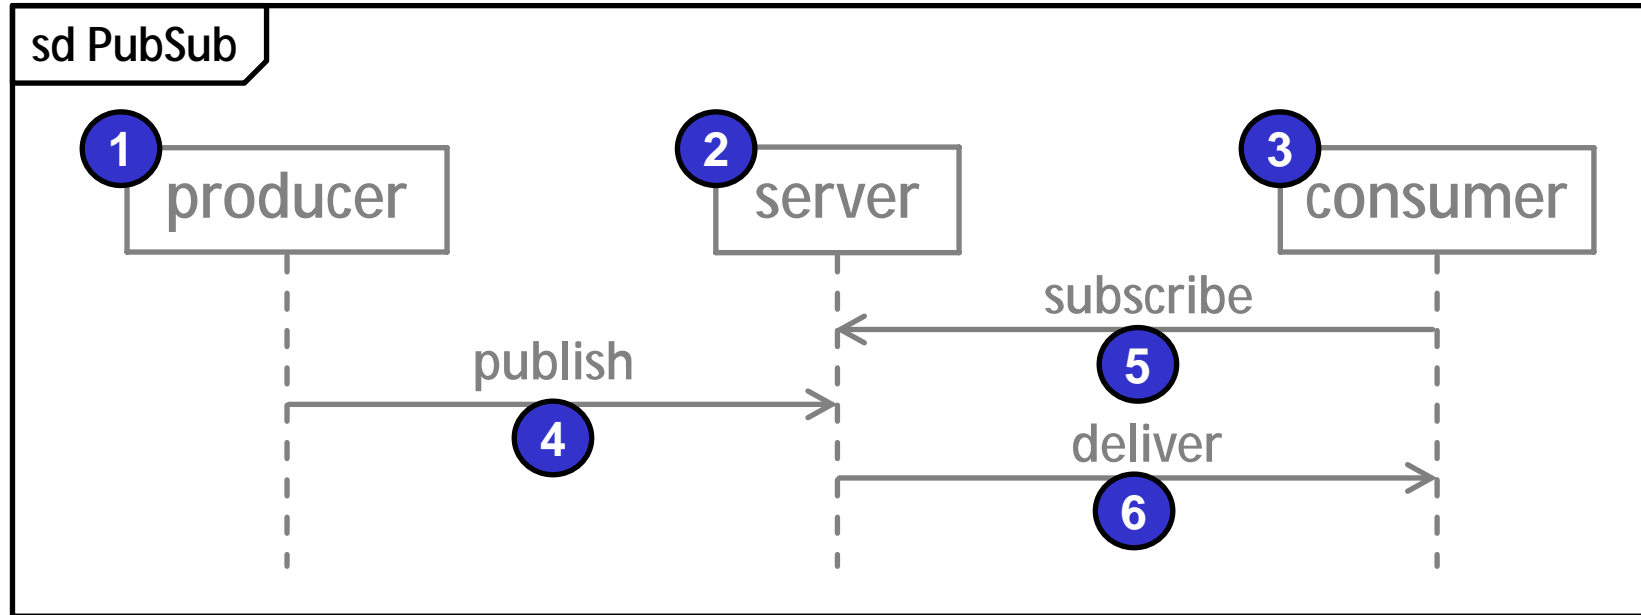 sd PubSub
1
producer
2
server
3
consumer
subscribe
5
publish
4
deliver
6